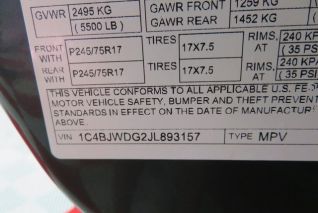 GVWR 2495 KG GAWR FRONT 1259 KG
( 5500 LB ) GAWR REAR 1452 KG
FRONT WITH P245/75R17 TIRES 17X7.5 RIMS, AT 240 KP ( 35 PSI
REAR WITH P245/75R17 TIRES 17X7.5 RIMS, AT 240 KPA ( 35 PSI
THIS VEHICLE CONFORMS TO ALL APPLICABLE U.S. FE
MOTOR VEHICLE SAFETY, BUMPER AND THEFT PREVENT
STANDARDS IN EFFECT ON THE DATE OF MANUFACTUR
ABOVE.
VIN: 1C4BJWDG2JL893157 TYPE: MPV